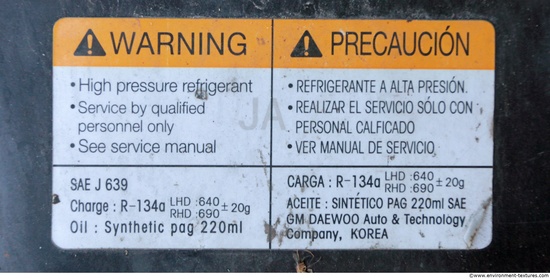 WARNING
• High pressure refrigerant
• Service by qualified
personnel only
• See service manual
SAE J 639
Charge : R-134a LHD :640 ± 20g
RHD :690
Oil : Synthetic pag 220ml
PRECAUCIÓN
• REFRIGERANTE A ALTA PRESIÓN.
• REALIZAR EL SERVICIO SÓLO CON
PERSONAL CALFICADO
• VER MANUAL DE SERVICIO
CARGA : R-134a LHD :640 ± 20g
RHD :690
ACEITE : SINTÉTICO PAG 220ml SAE
GM DAEWOO Auto & Technology
Company, KOREA
JA
©www.environment-textures.com